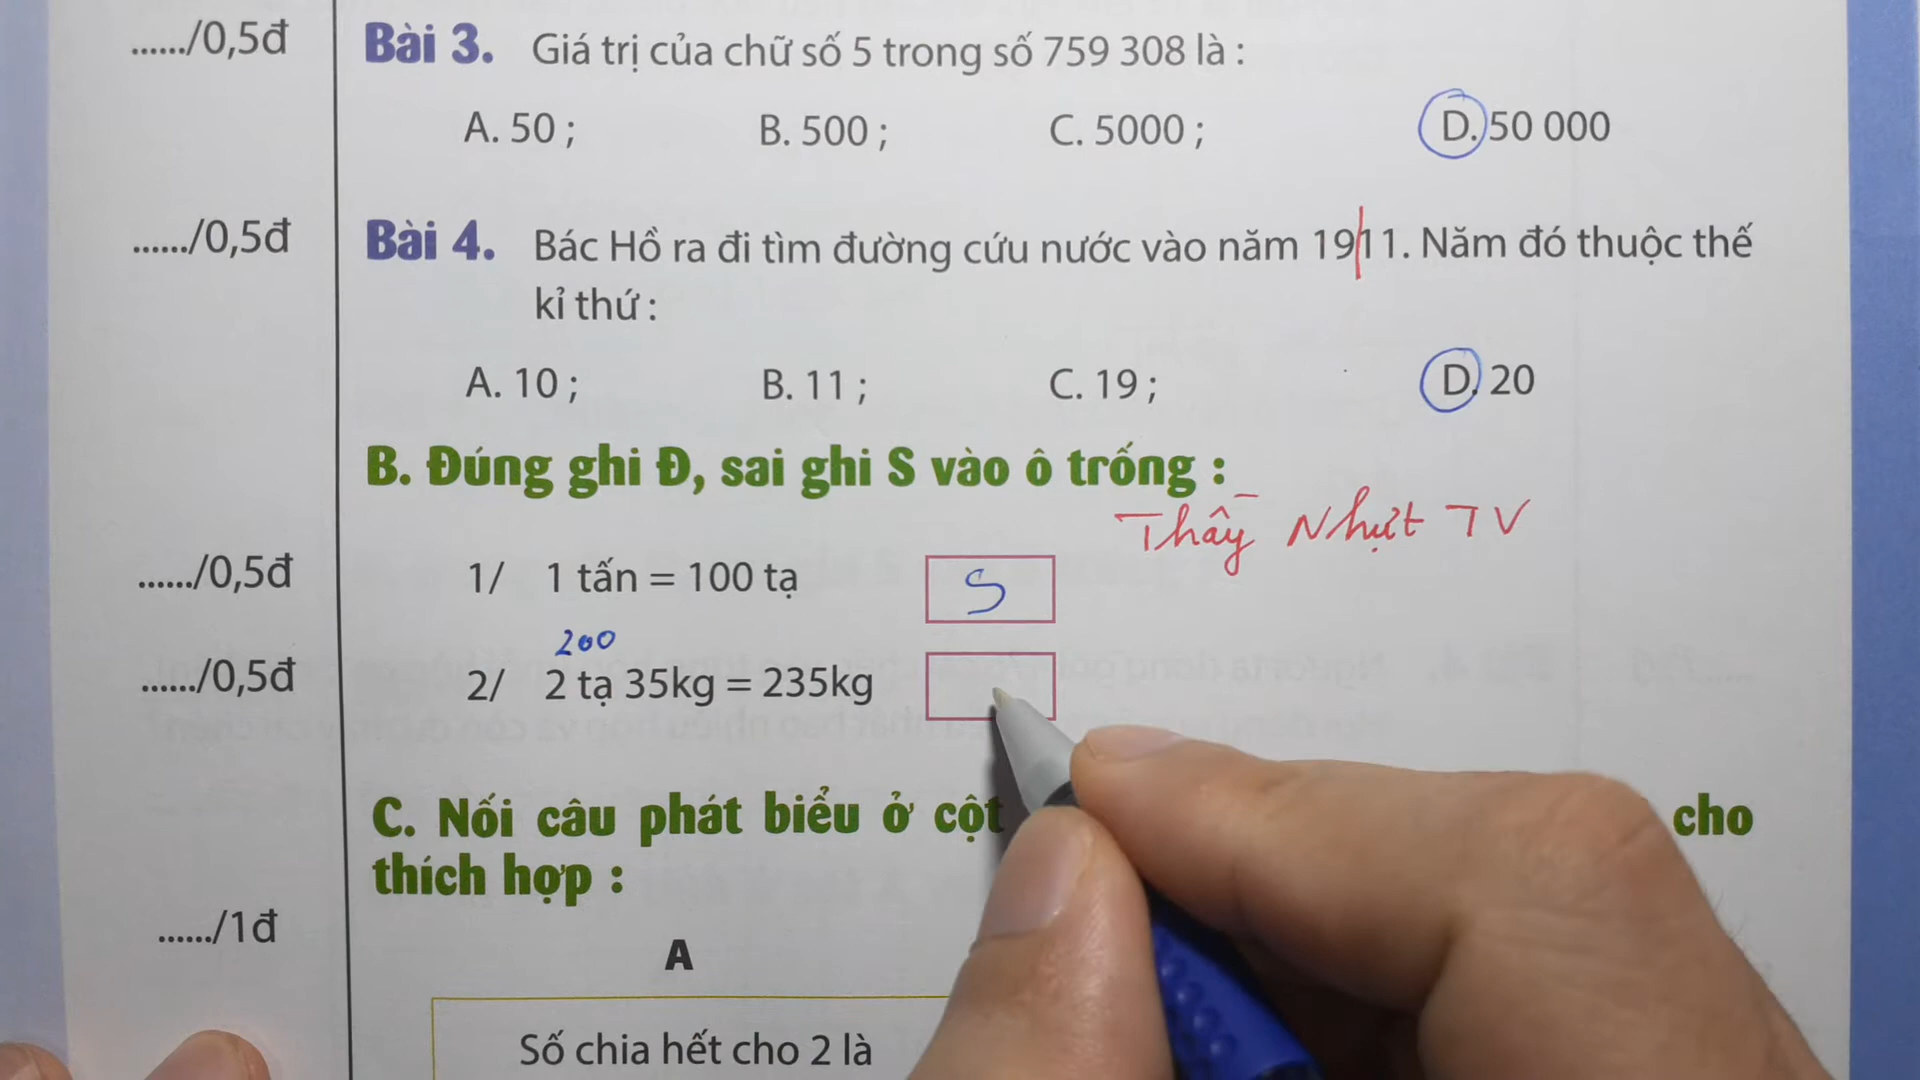 ....../0,5đ Bài 3. Giá trị của chữ số 5 trong số 759 308 là :
A. 50 ; B. 500 ; C. 5000 ; D. 50 000
....../0,5đ Bài 4. Bác Hồ ra đi tìm đường cứu nước vào năm 1911. Năm đó thuộc thế
kỉ thứ :
A. 10 ; B. 11 ; C. 19 ; D. 20
B. Đúng ghi Đ, sai ghi S vào ô trống :
Thầy Nhựt TV
....../0,5đ 1/ 1 tấn = 100 tạ S
200
....../0,5đ 2/ 2 tạ 35kg = 235kg
C. Nối câu phát biểu ở cột cho
thích hợp :
....../1đ
A
Số chia hết cho 2 là